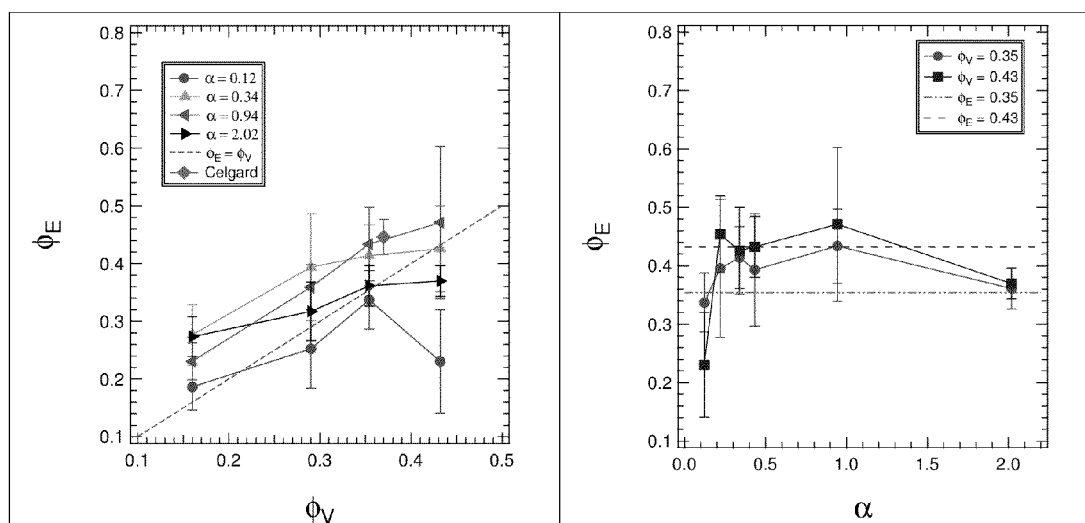 0.8
0.7
0.6
0.5
0.4
0.3
0.2
0.1
ϕE
α = 0.12
α = 0.34
α = 0.94
α = 2.02
ϕE = ϕV
Celgard
0.1 0.2 0.3 0.4 0.5
ϕV
0.8
0.7
0.6
0.5
0.4
0.3
0.2
0.1
ϕE
ϕV = 0.35
ϕV = 0.43
ϕE = 0.35
ϕE = 0.43
0.0 0.5 1.0 1.5 2.0
α